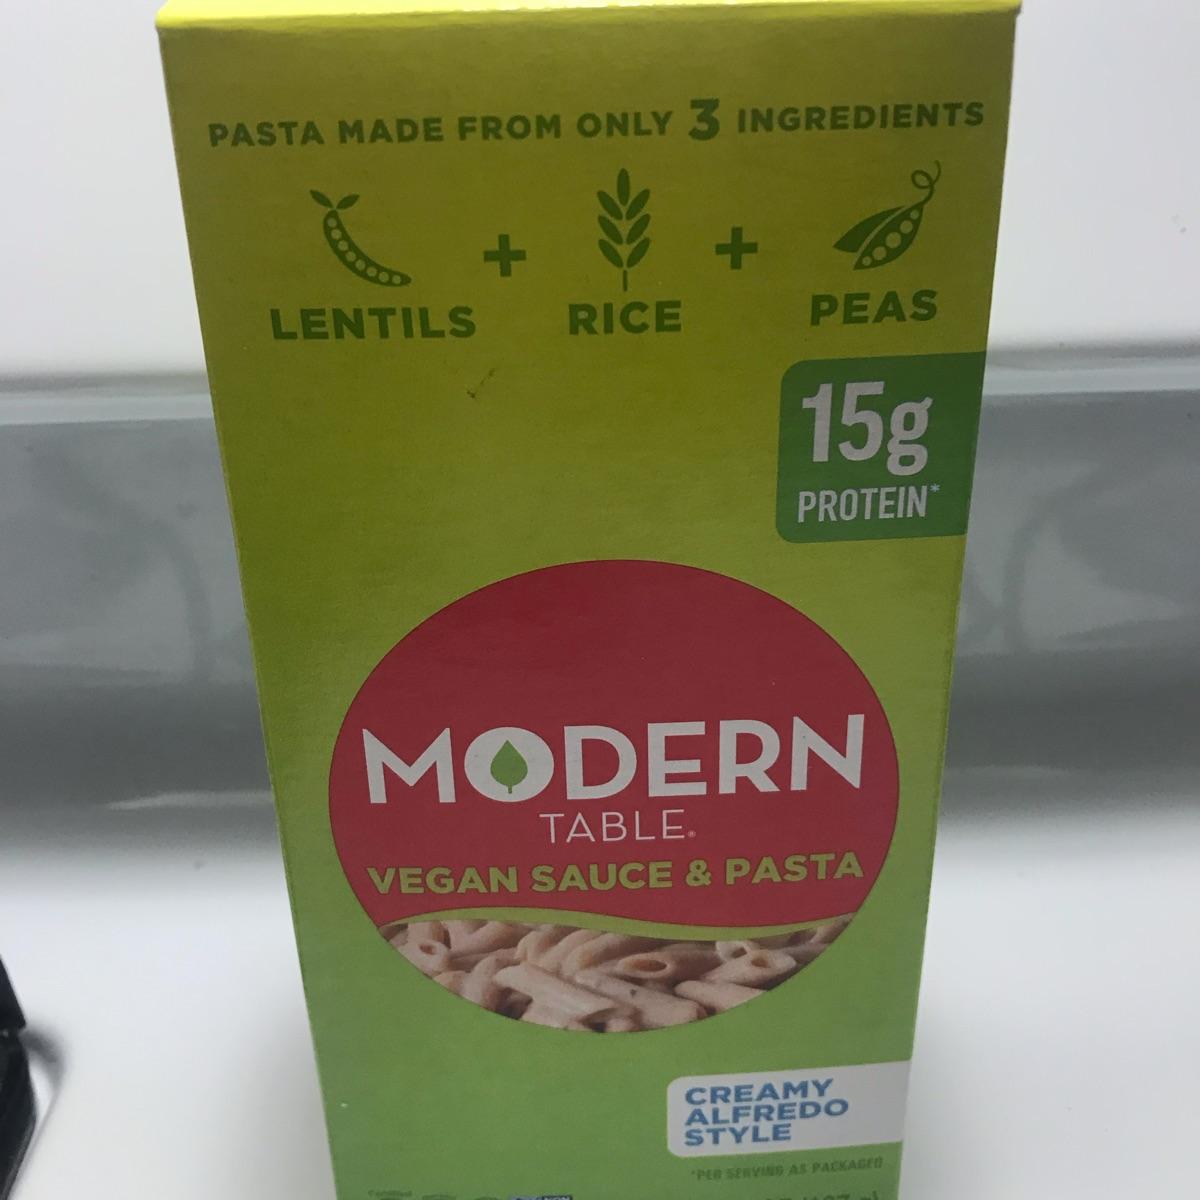 PASTA MADE FROM ONLY 3 INGREDIENTS
LENTILS + RICE + PEAS
15g
PROTEIN*
MODERN
TABLE®
VEGAN SAUCE & PASTA
CREAMY
ALFREDO
STYLE
*PER SERVING AS PACKAGED